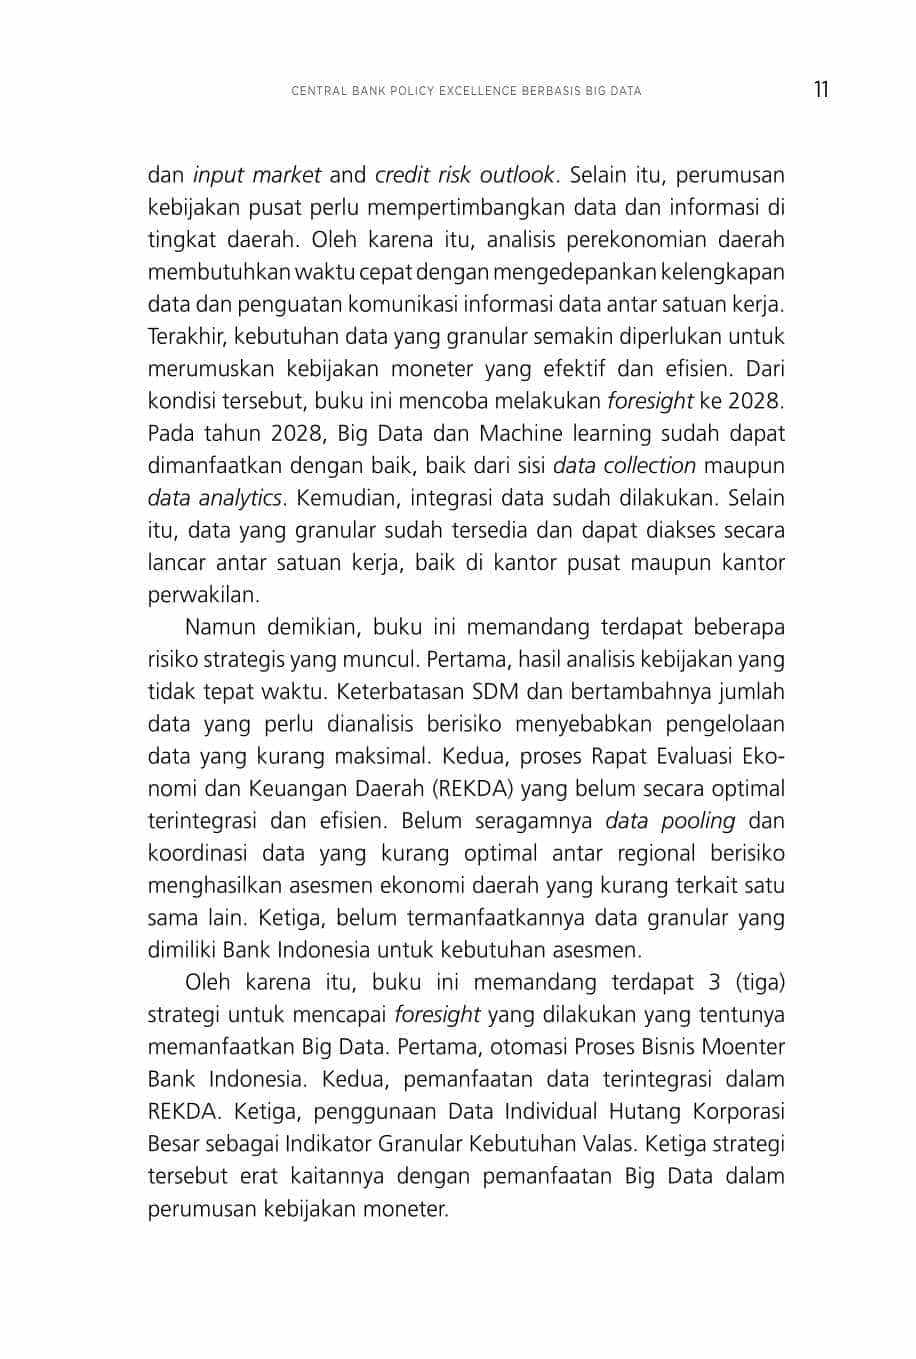 CENTRAL BANK POLICY EXCELLENCE BERBASIS BIG DATA 11
dan input market and credit risk outlook. Selain itu, perumusan
kebijakan pusat perlu mempertimbangkan data dan informasi di
tingkat daerah. Oleh karena itu, analisis perekonomian daerah
membutuhkan waktu cepat dengan mengedepankan kelengkapan
data dan penguatan komunikasi informasi data antar satuan kerja.
Terakhir, kebutuhan data yang granular semakin diperlukan untuk
merumuskan kebijakan moneter yang efektif dan efisien. Dari
kondisi tersebut, buku ini mencoba melakukan foresight ke 2028.
Pada tahun 2028, Big Data dan Machine learning sudah dapat
dimanfaatkan dengan baik, baik dari sisi data collection maupun
data analytics. Kemudian, integrasi data sudah dilakukan. Selain
itu, data yang granular sudah tersedia dan dapat diakses secara
lancar antar satuan kerja, baik di kantor pusat maupun kantor
perwakilan.
Namun demikian, buku ini memandang terdapat beberapa
risiko strategis yang muncul. Pertama, hasil analisis kebijakan yang
tidak tepat waktu. Keterbatasan SDM dan bertambahnya jumlah
data yang perlu dianalisis berisiko menyebabkan pengelolaan
data yang kurang maksimal. Kedua, proses Rapat Evaluasi Eko-
nomi dan Keuangan Daerah (REKDA) yang belum secara optimal
terintegrasi dan efisien. Belum seragamnya data pooling dan
koordinasi data yang kurang optimal antar regional berisiko
menghasilkan asesmen ekonomi daerah yang kurang terkait satu
sama lain. Ketiga, belum termanfaatkannya data granular yang
dimiliki Bank Indonesia untuk kebutuhan asesmen.
Oleh karena itu, buku ini memandang terdapat 3 (tiga)
strategi untuk mencapai foresight yang dilakukan yang tentunya
memanfaatkan Big Data. Pertama, otomasi Proses Bisnis Moenter
Bank Indonesia. Kedua, pemanfaatan data terintegrasi dalam
REKDA. Ketiga, penggunaan Data Individual Hutang Korporasi
Besar sebagai Indikator Granular Kebutuhan Valas. Ketiga strategi
tersebut erat kaitannya dengan pemanfaatan Big Data dalam
perumusan kebijakan moneter.